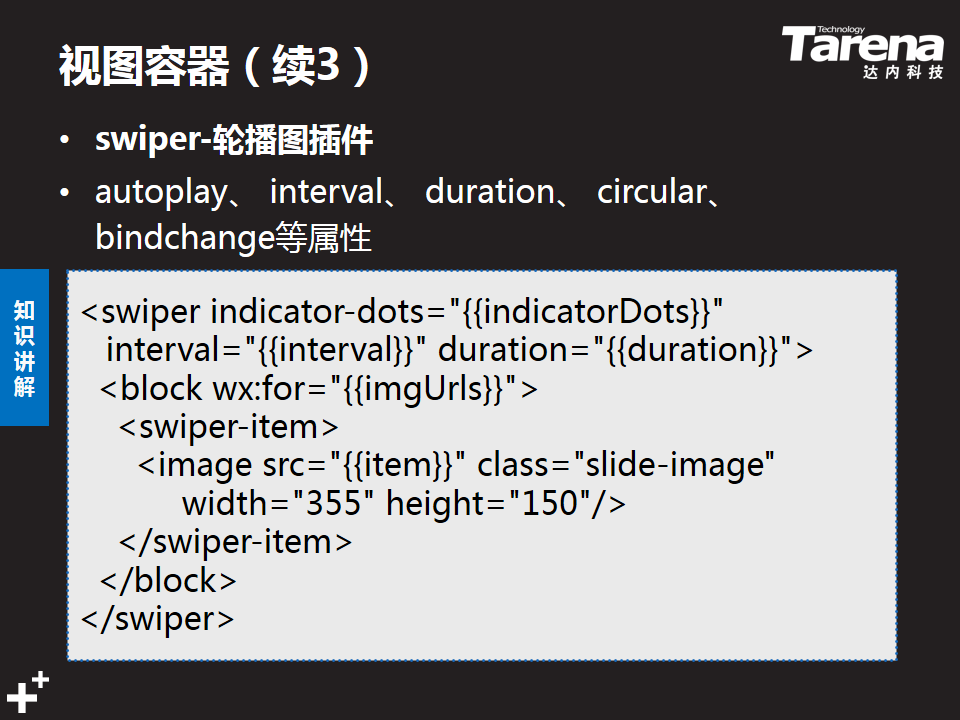 视图容器（续3）
Technology
Tarena
达内科技
• swiper-轮播图插件
• autoplay、 interval、 duration、 circular、
bindchange等属性
知识讲解
<swiper indicator-dots="{{indicatorDots}}"
interval="{{interval}}" duration="{{duration}}">
<block wx:for="{{imgUrls}}">
<swiper-item>
<image src="{{item}}" class="slide-image"
width="355" height="150"/>
</swiper-item>
</block>
</swiper>